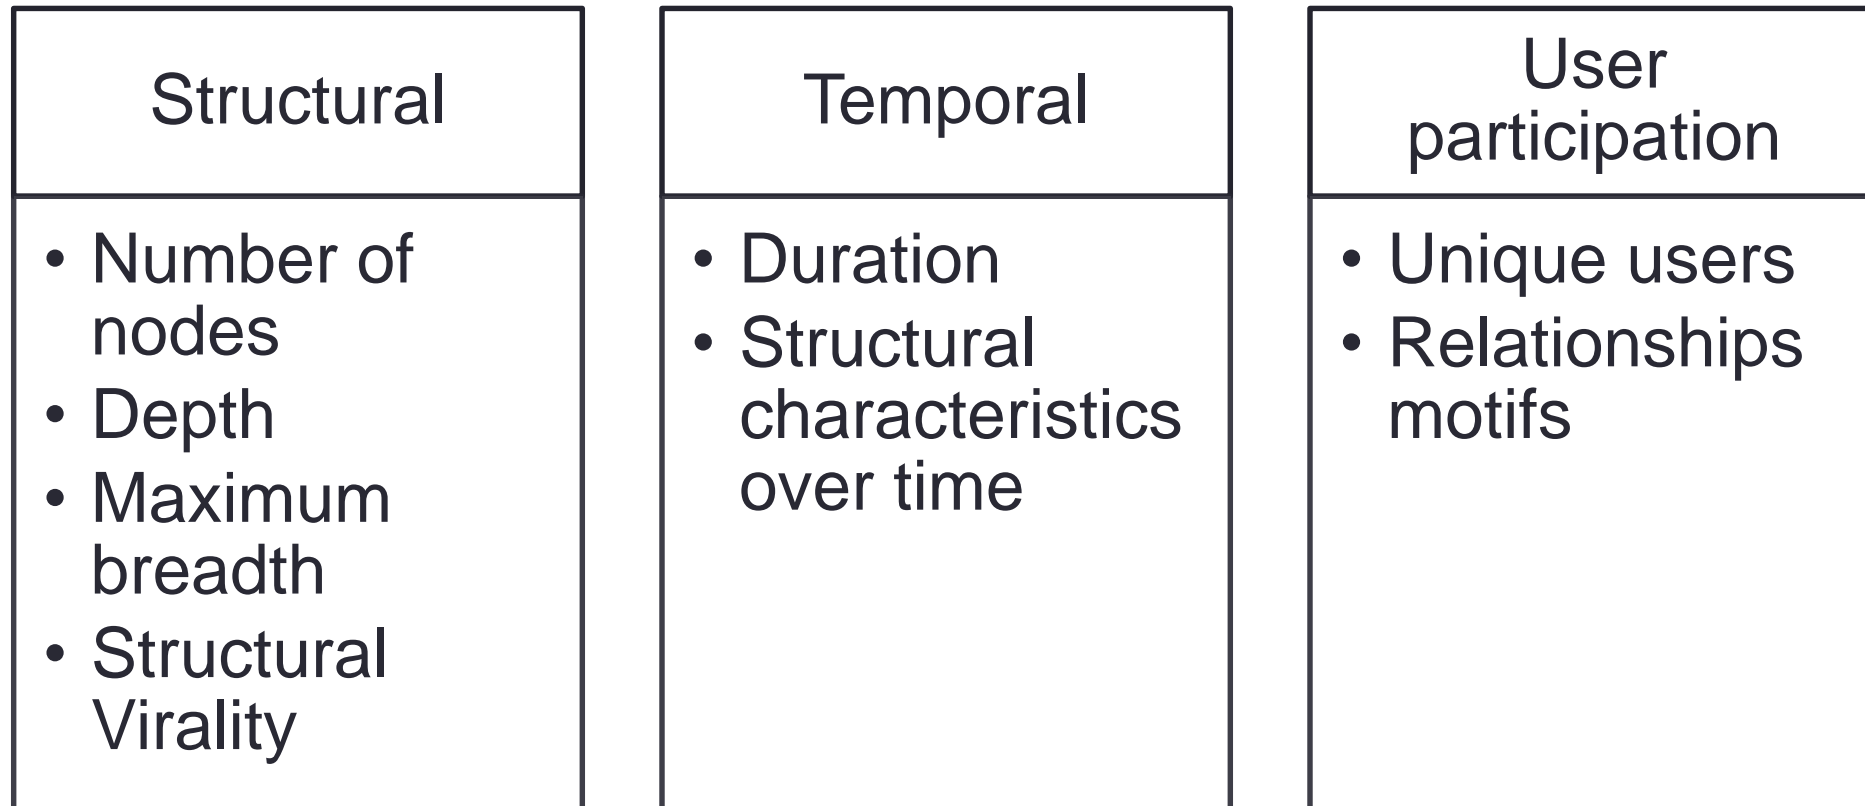 Structural
• Number of
nodes
• Depth
• Maximum
breadth
• Structural
Virality
Temporal
• Duration
• Structural
characteristics
over time
User
participation
• Unique users
• Relationships
motifs